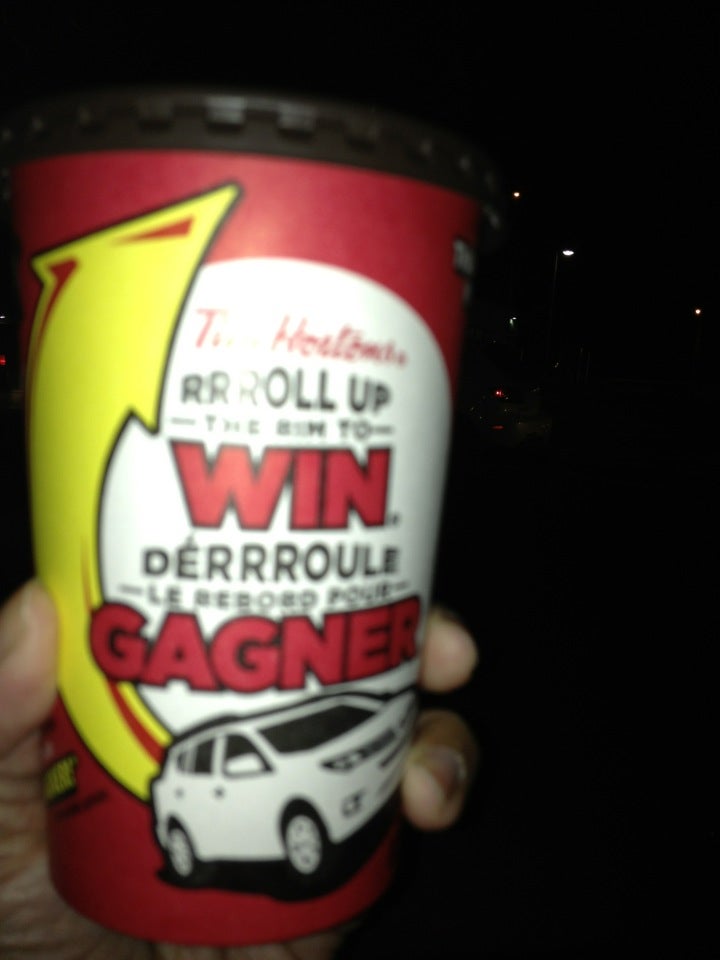 Tim Hortons
RRROLL UP
THE RIM TO
WIN
DÉRRROULE
LE REBORD POUR
GAGNER